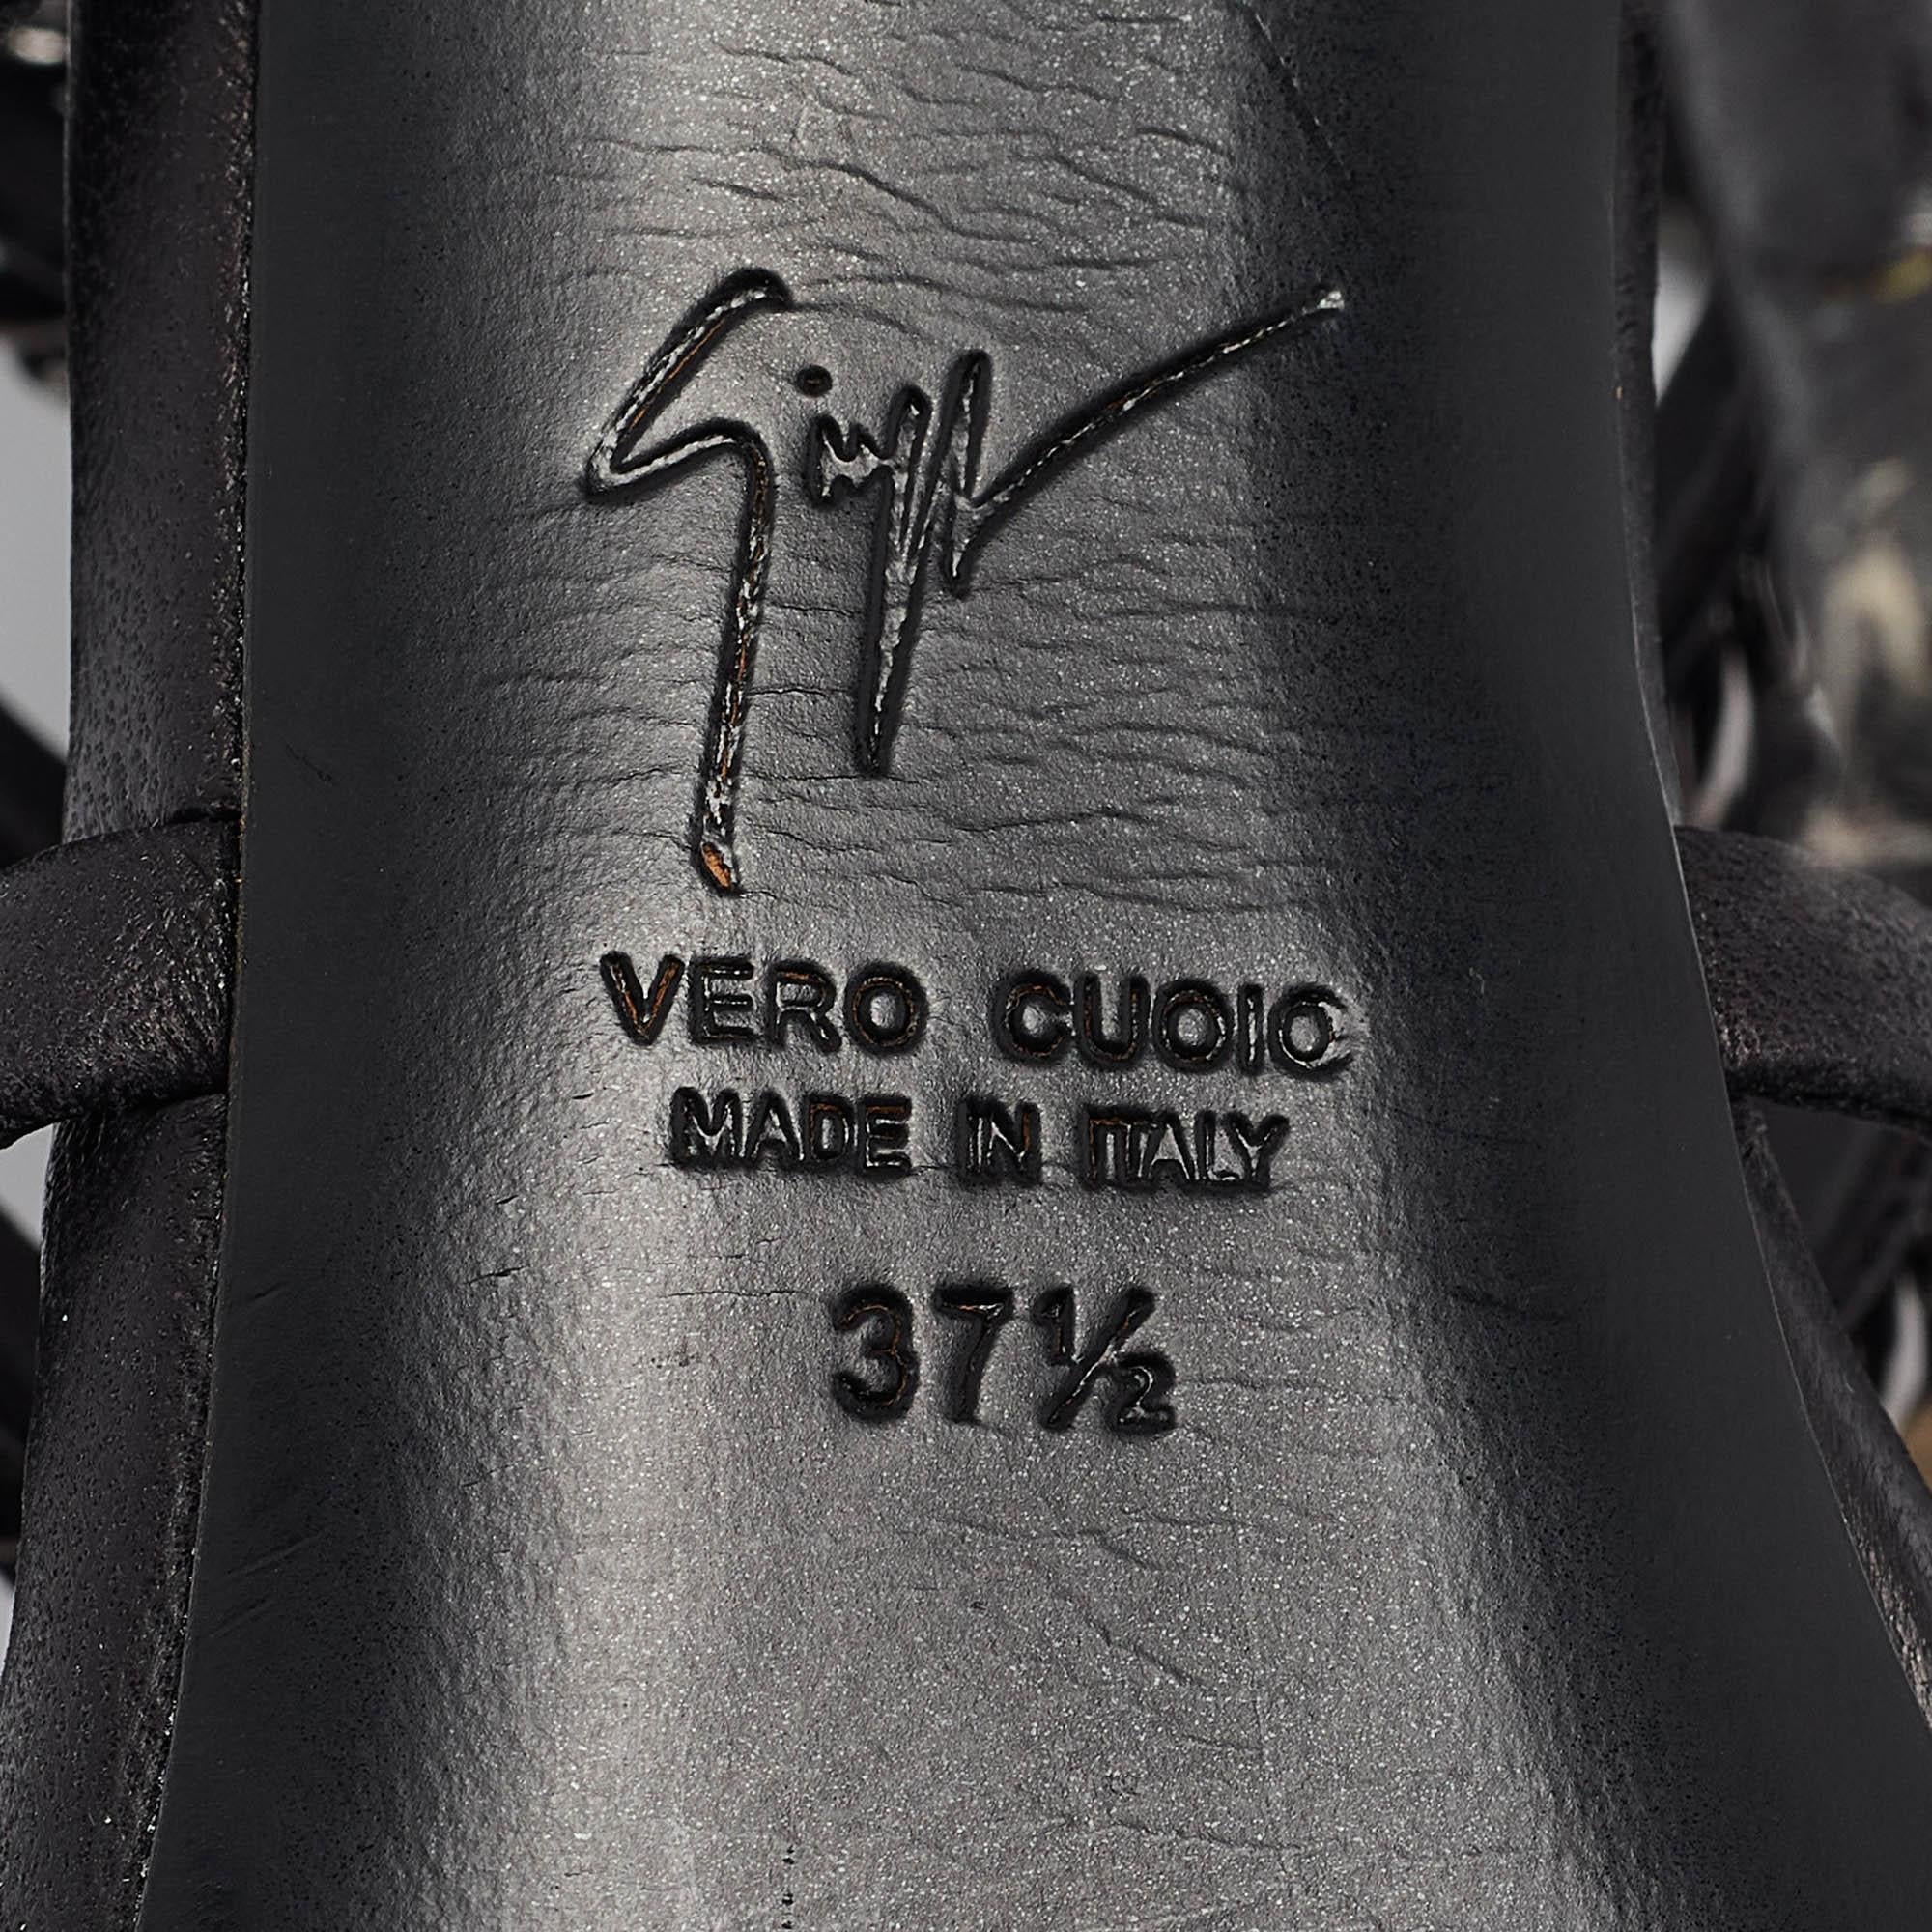 VERO CUOIO
MADE IN ITALY
37½